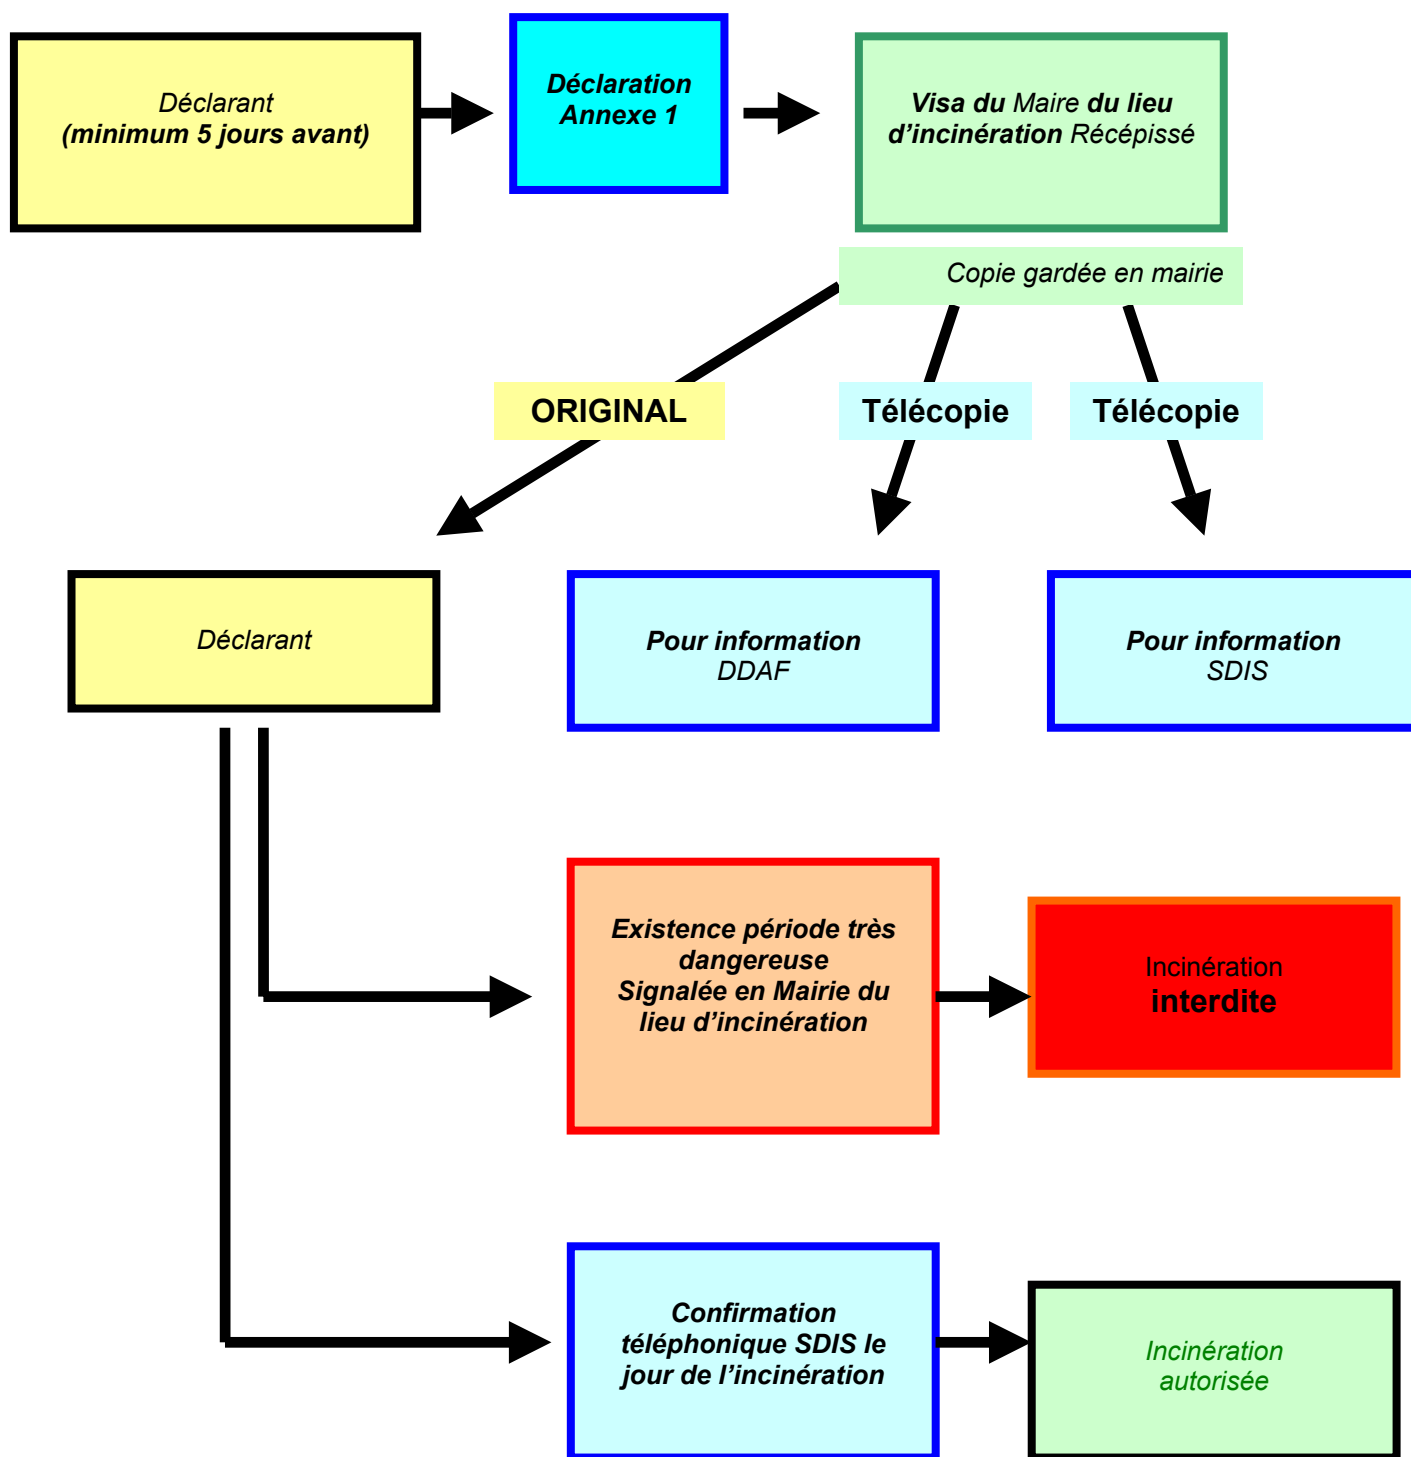 Déclarant
(minimum 5 jours avant)
Déclaration
Annexe 1
Visa du Maire du lieu
d’incinération Récépissé
Copie gardée en mairie
ORIGINAL
Télécopie
Télécopie
Déclarant
Pour information
DDAF
Pour information
SDIS
Existence période très
dangereuse
Signalée en Mairie du
lieu d’incinération
Incinération
interdite
Confirmation
téléphonique SDIS le
jour de l’incinération
Incinération
autorisée